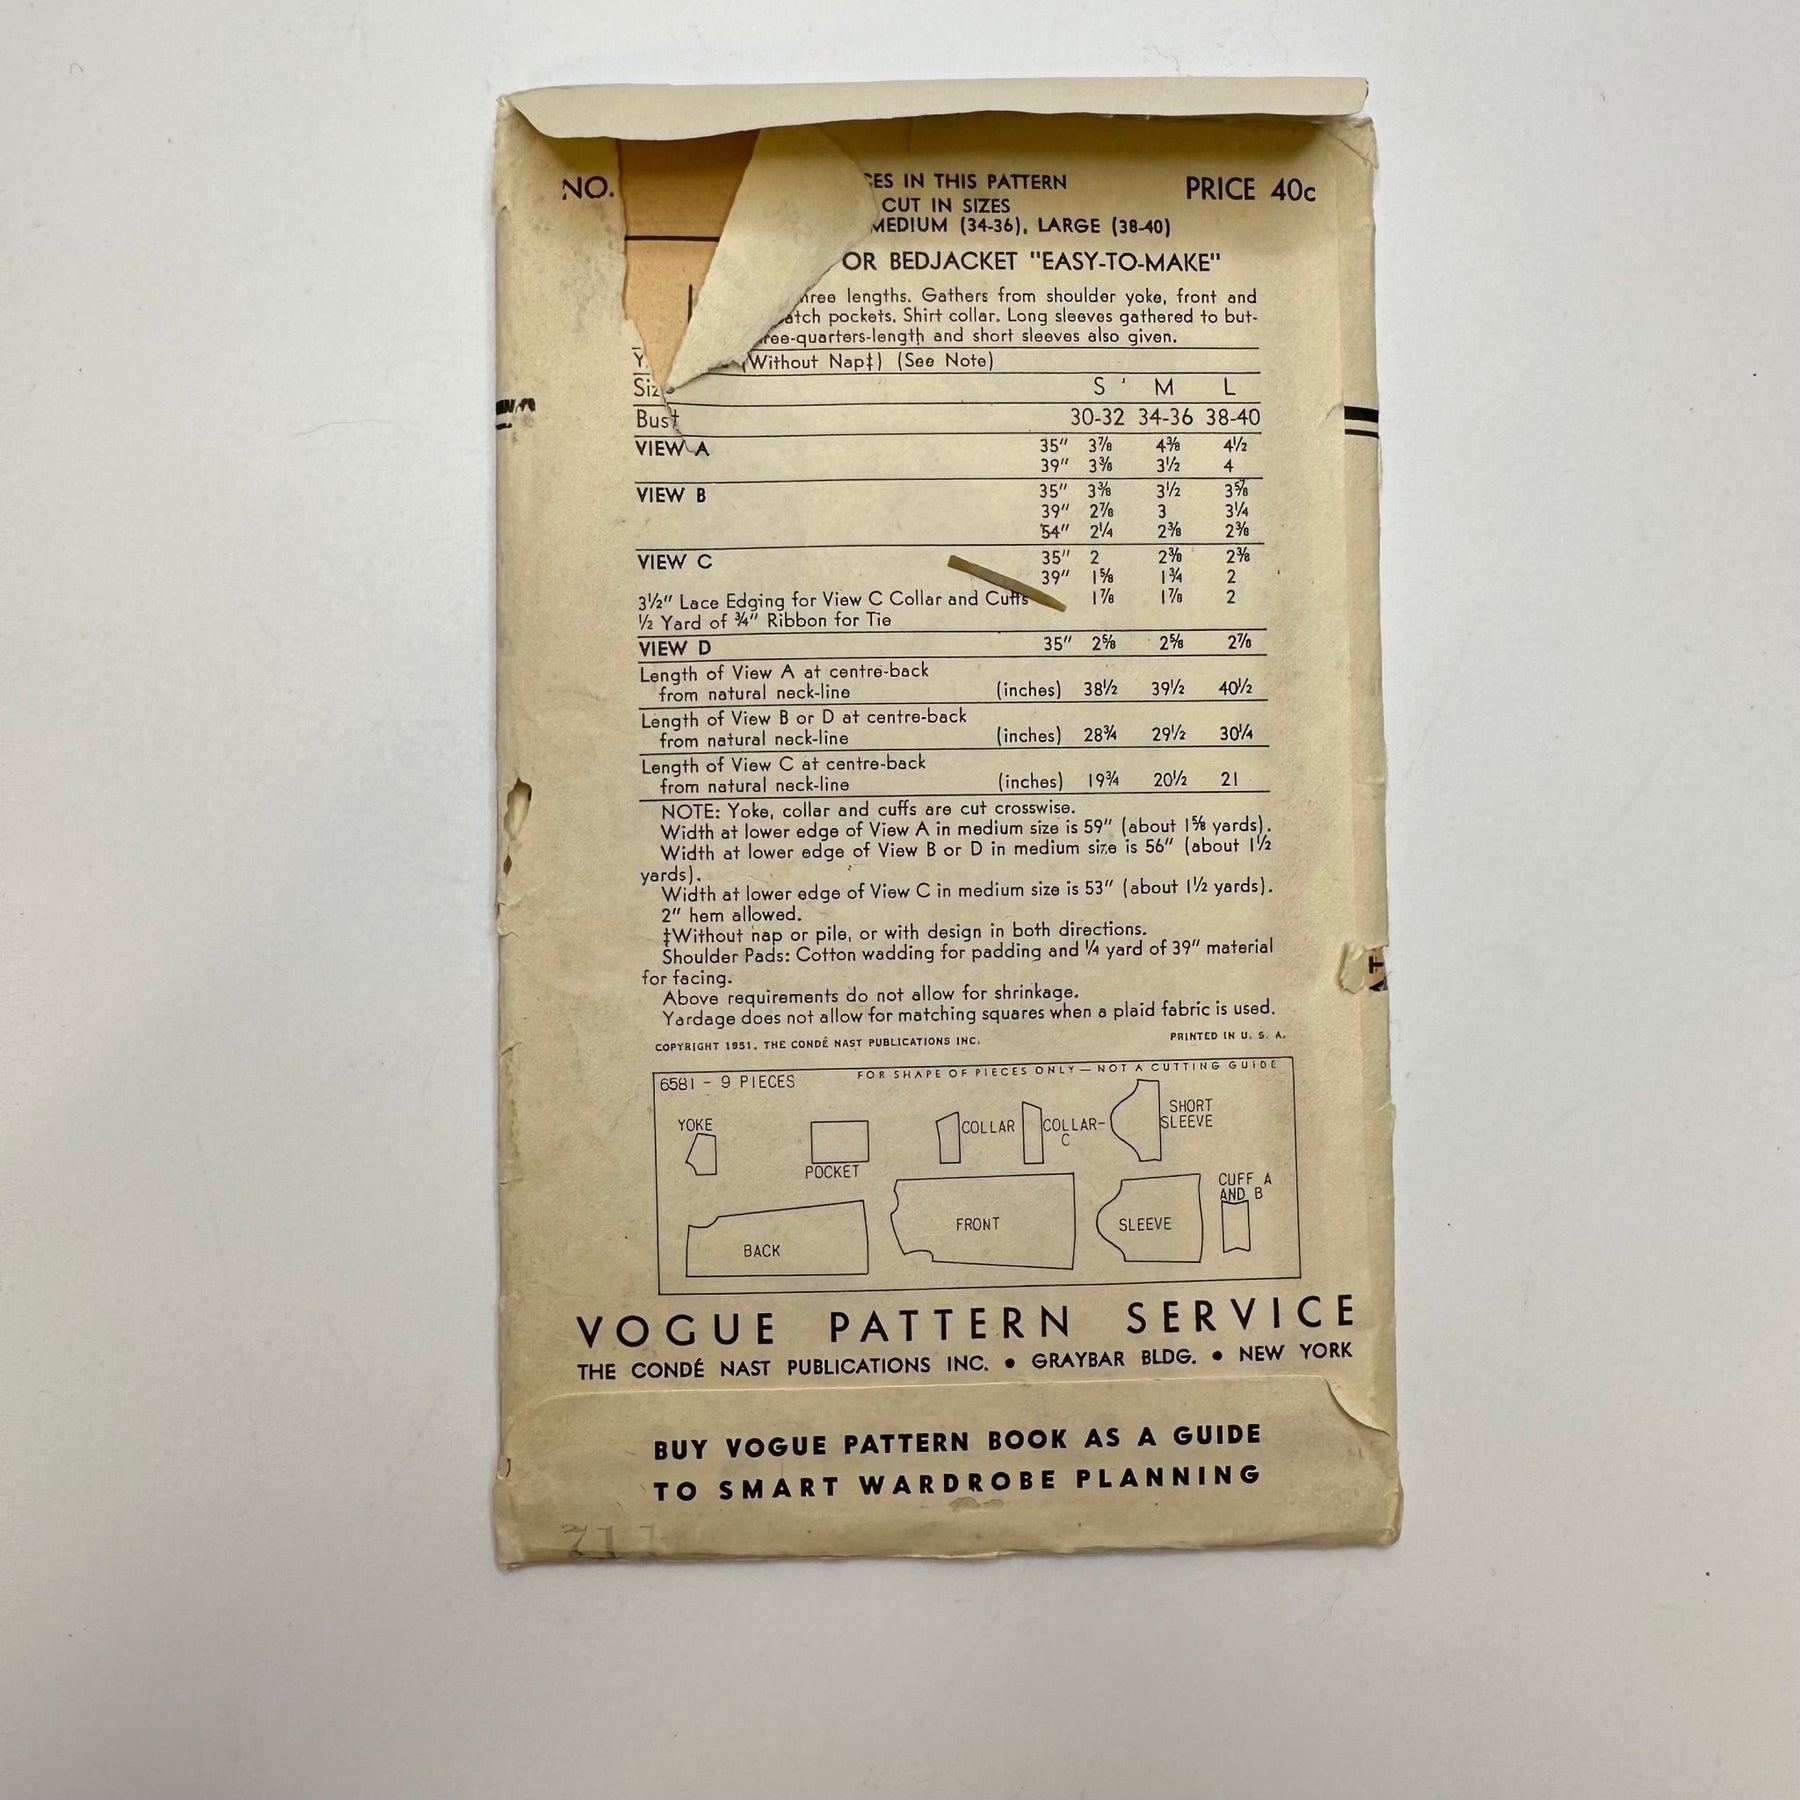 NO.
IN THIS PATTERN
PRICE 40c
CUT IN SIZES
MEDIUM (34-36), LARGE (38-40)
OR BEDJACKET "EASY-TO-MAKE"
lengths. Gathers from shoulder yoke, front and
pockets. Shirt collar. Long sleeves gathered to but-
and short sleeves also given.
(Without Nap‡) (See Note)
S M L
Bust 30-32 34-36 38-40
VIEW A 35" 3⅞ 4⅜ 4½
39" 3⅜ 3½ 4
VIEW B 35" 3⅜ 3½ 3⅝
39" 2⅞ 3 3¼
54" 2¼ 2⅜ 2⅜
VIEW C 35" 2 2⅜ 2⅜
39" 1⅝ 1¾ 2
3½" Lace Edging for View C Collar and Cuffs 1⅞ 1⅞ 2
½ Yard of ¾" Ribbon for Tie
VIEW D 35" 2⅝ 2⅝ 2⅞
Length of View A at centre-back
from natural neck-line (inches) 38½ 39½ 40½
Length of View B or D at centre-back
from natural neck-line (inches) 28¾ 29½ 30¼
Length of View C at centre-back
from natural neck-line (inches) 19¾ 20½ 21
NOTE: Yoke, collar and cuffs are cut crosswise.
Width at lower edge of View A in medium size is 59" (about 1⅝ yards).
Width at lower edge of View B or D in medium size is 56" (about 1½
yards).
Width at lower edge of View C in medium size is 53" (about 1½ yards).
2" hem allowed.
‡Without nap or pile, or with design in both directions.
Shoulder Pads: Cotton wadding for padding and ¼ yard of 39" material
for facing.
Above requirements do not allow for shrinkage.
Yardage does not allow for matching squares when a plaid fabric is used.
COPYRIGHT 1951, THE CONDÉ NAST PUBLICATIONS INC. PRINTED IN U. S. A.
6581 - 9 PIECES FOR SHAPE OF PIECES ONLY — NOT A CUTTING GUIDE
YOKE
POCKET
COLLAR
COLLAR-
C
SHORT
SLEEVE
BACK
FRONT
SLEEVE
CUFF A
AND B
VOGUE PATTERN SERVICE
THE CONDÉ NAST PUBLICATIONS INC. • GRAYBAR BLDG. • NEW YORK
BUY VOGUE PATTERN BOOK AS A GUIDE
TO SMART WARDROBE PLANNING